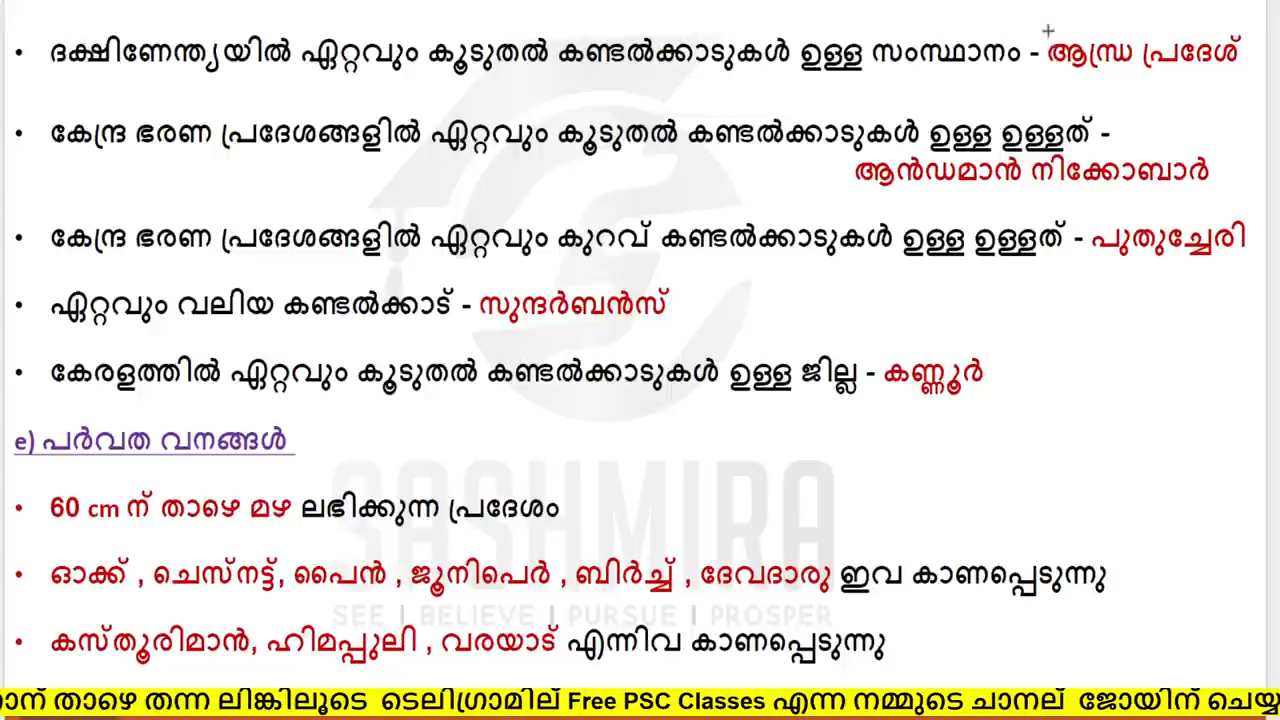 • ദക്ഷിണേന്ത്യയിൽ ഏറ്റവും കൂടുതൽ കണ്ടൽക്കാടുകൾ ഉള്ള സംസ്ഥാനം - ആന്ധ്ര പ്രദേശ്
• കേന്ദ്ര ഭരണ പ്രദേശങ്ങളിൽ ഏറ്റവും കൂടുതൽ കണ്ടൽക്കാടുകൾ ഉള്ള ഉള്ളത് -
ആൻഡമാൻ നിക്കോബാർ
• കേന്ദ്ര ഭരണ പ്രദേശങ്ങളിൽ ഏറ്റവും കുറവ് കണ്ടൽക്കാടുകൾ ഉള്ള ഉള്ളത് - പുതുച്ചേരി
• ഏറ്റവും വലിയ കണ്ടൽക്കാട് - സുന്ദർബൻസ്
• കേരളത്തിൽ ഏറ്റവും കൂടുതൽ കണ്ടൽക്കാടുകൾ ഉള്ള ജില്ല - കണ്ണൂർ
e) പർവത വനങ്ങൾ
• 60 cm ന് താഴെ മഴ ലഭിക്കുന്ന പ്രദേശം
• ഓക്ക് , ചെസ്നട്ട്, പൈൻ , ജൂനിപെർ , ബിർച്ച് , ദേവദാരു ഇവ കാണപ്പെടുന്നു
SASHMIRA
SEE | BELIEVE | PURSUE | PROSPER
• കസ്തൂരിമാൻ, ഹിമപ്പുലി , വരയാട് എന്നിവ കാണപ്പെടുന്നു
താഴെ തന്ന ലിങ്കിലൂടെ ടെലിഗ്രാമില് Free PSC Classes എന്ന നമ്മുടെ ചാനല് ജോയിന്